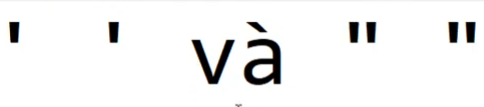 ' ' và " "